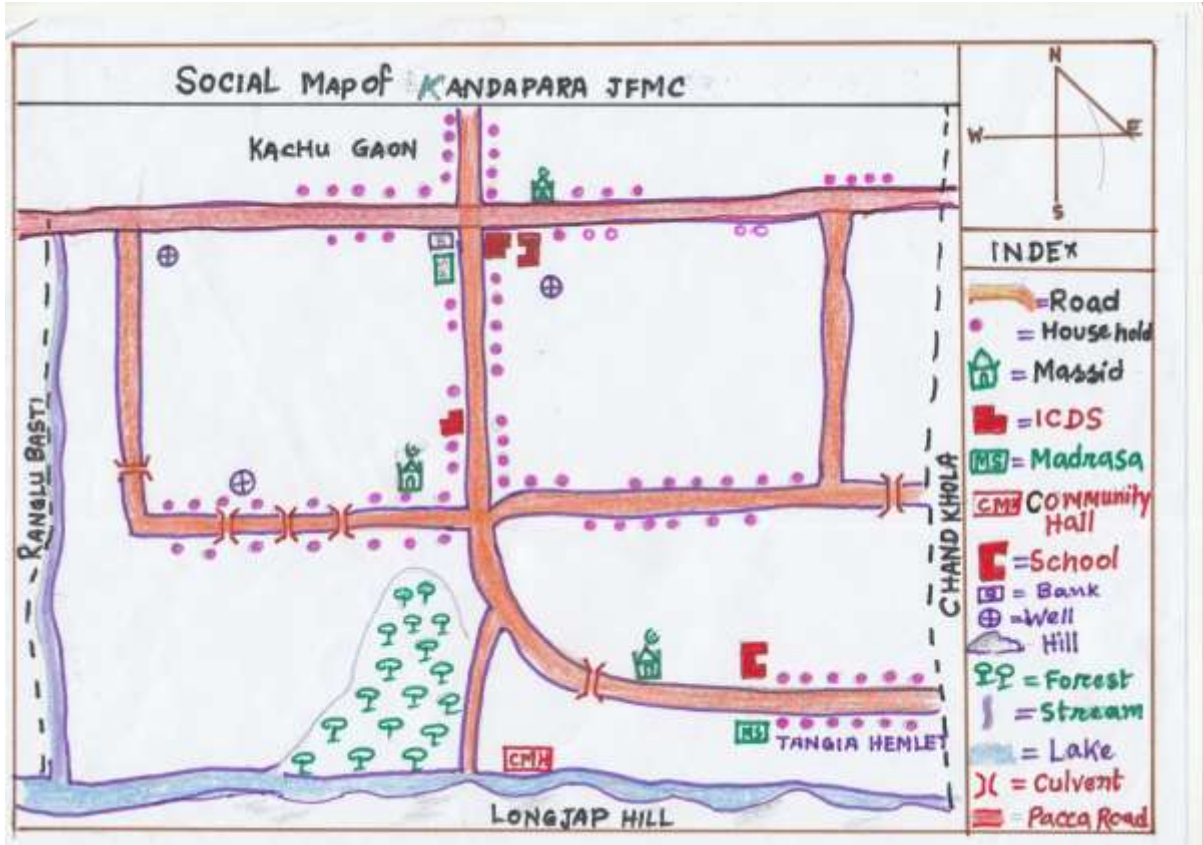 SOCIAL MAP of KANDAPARA JFMC
N
W
E
S
KACHU GAON
INDEX
=Road
= Household
= Massid
=ICDS
MS = Madrasa
CMH Community
Hall
=School
B = Bank
=Well
Hill
= Forest
= Stream
= Lake
= Culvent
= Pacca Road
RANGLU BASTI
CHAND KHOLA
MS
TANGIA HEMLET
CMH
LONGJAP HILL